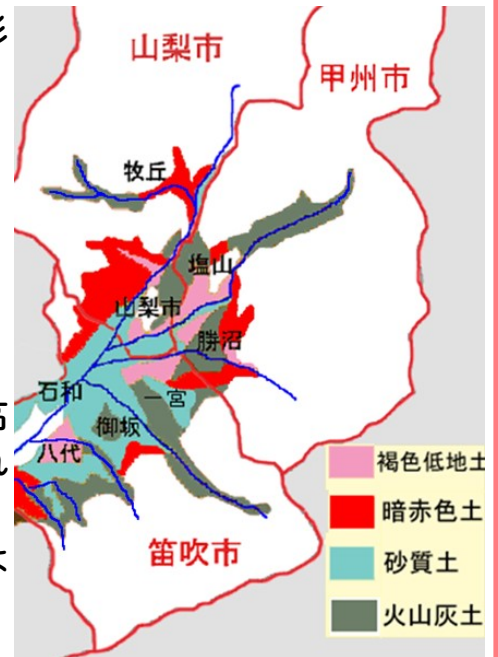 山梨市
甲州市
牧丘
塩山
山梨市
勝沼
石和
一宮
御坂
八代
笛吹市
褐色低地土
暗赤色土
砂質土
火山灰土